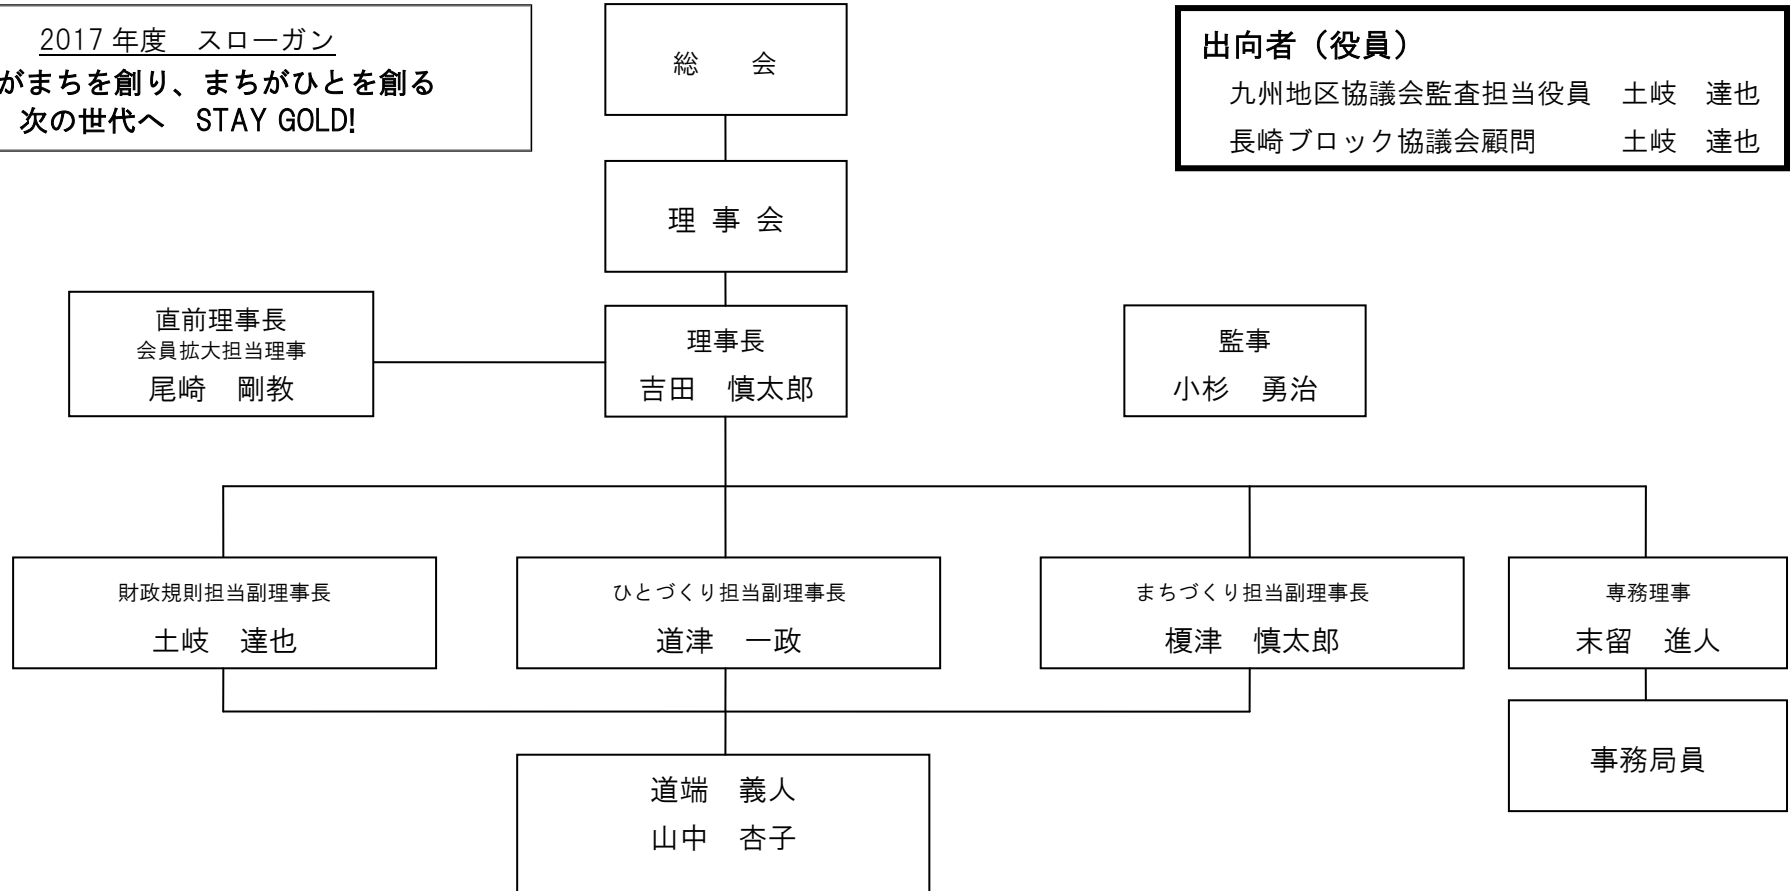 2017年度　スローガン
がまちを創り、まちがひとを創る
次の世代へ　STAY GOLD!
総　会
出向者（役員）
九州地区協議会監査担当役員　土岐　達也
長崎ブロック協議会顧問　土岐　達也
理 事 会
直前理事長
会員拡大担当理事
尾崎　剛教
理事長
吉田　慎太郎
監事
小杉　勇治
財政規則担当副理事長
土岐　達也
ひとづくり担当副理事長
道津　一政
まちづくり担当副理事長
榎津　慎太郎
専務理事
末留　進人
事務局員
道端　義人
山中　杏子